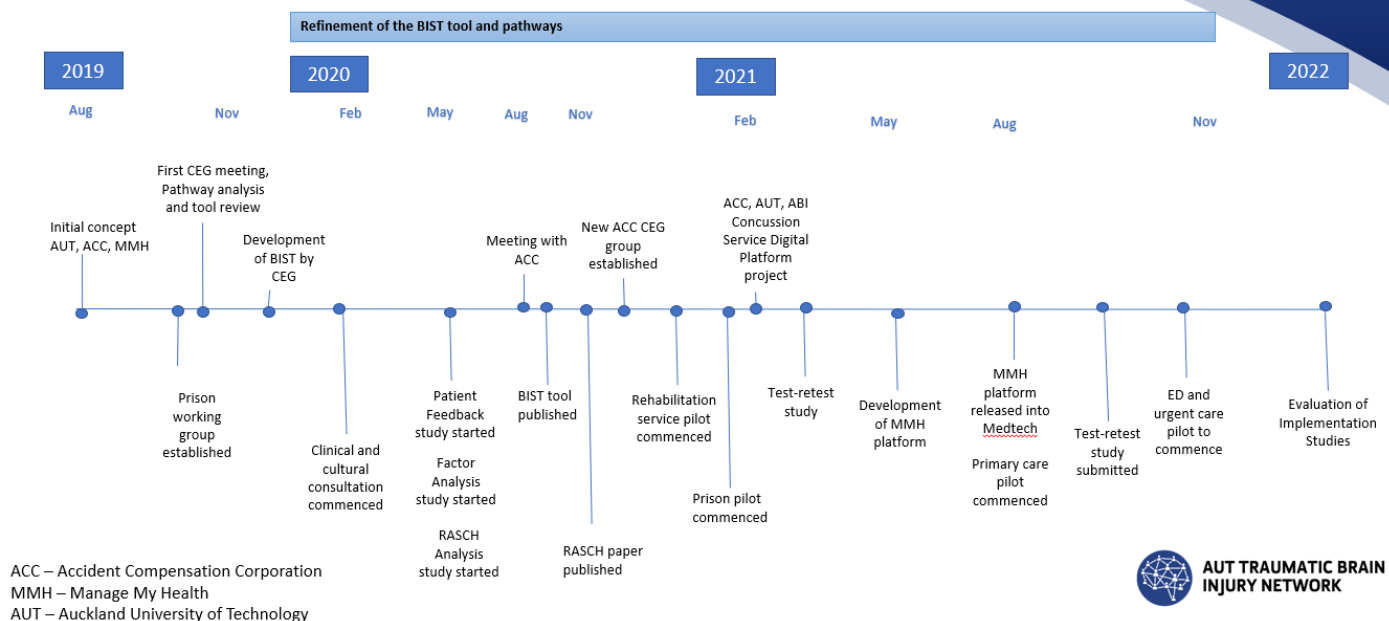 Refinement of the BIST tool and pathways
2019
2020
2021
2022
Aug
Nov
Feb
May
Aug
Nov
Feb
May
Aug
Nov
Initial concept
AUT, ACC, MMH
First CEG meeting,
Pathway analysis
and tool review
Development
of BIST by
CEG
Meeting with
ACC
New ACC CEG
group
established
ACC, AUT, ABI
Concussion
Service Digital
Platform
project
Prison
working
group
established
Clinical and
cultural
consultation
commenced
Patient
Feedback
study started
Factor
Analysis
study started
RASCH
Analysis
study started
BIST tool
published
RASCH paper
published
Rehabilitation
service pilot
commenced
Prison pilot
commenced
Test-retest
study
Development
of MMH
platform
MMH
platform
released into
Medtech
Primary care
pilot
commenced
Test-retest
study
submitted
ED and
urgent care
pilot to
commence
Evaluation of
Implementation
Studies
ACC – Accident Compensation Corporation
MMH – Manage My Health
AUT – Auckland University of Technology
AUT TRAUMATIC BRAIN
INJURY NETWORK